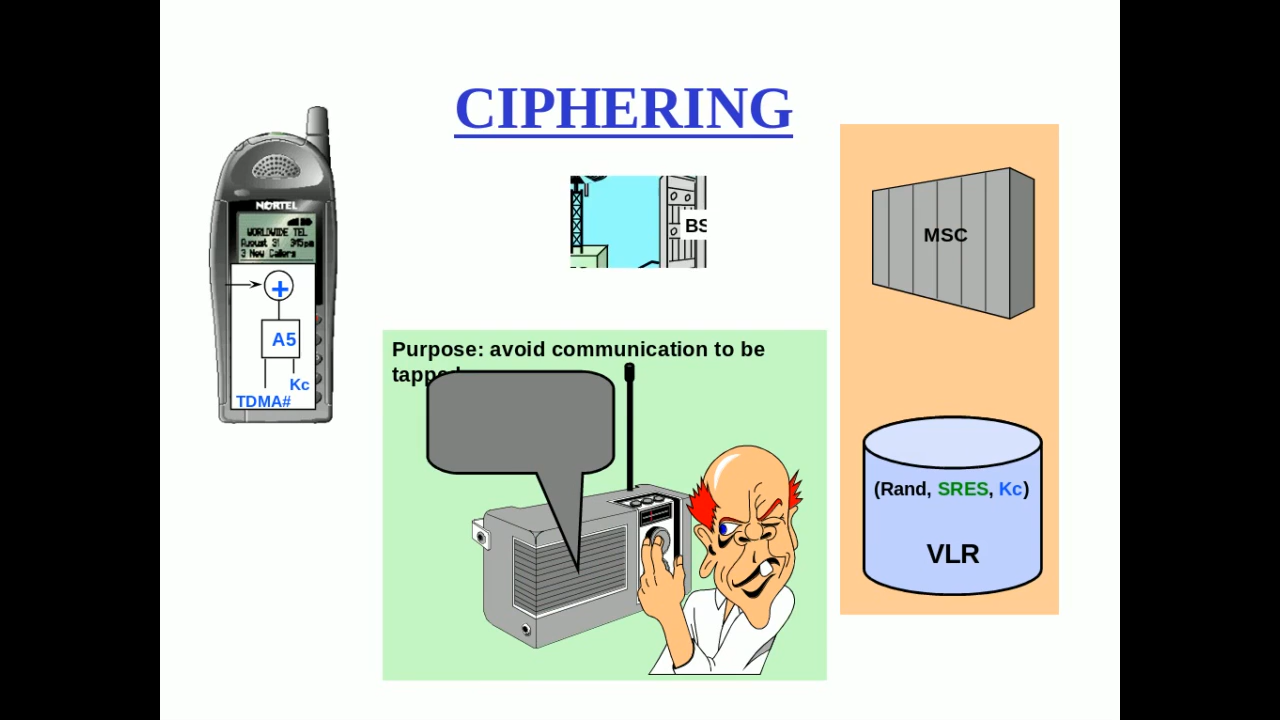 CIPHERING
NORTEL
WORLDWIDE TEL
August 31 3:45pm
3 New Callers
+
A5
Kc
TDMA#
BS
MSC
Purpose: avoid communication to be
tapped
(Rand, SRES, Kc)
VLR